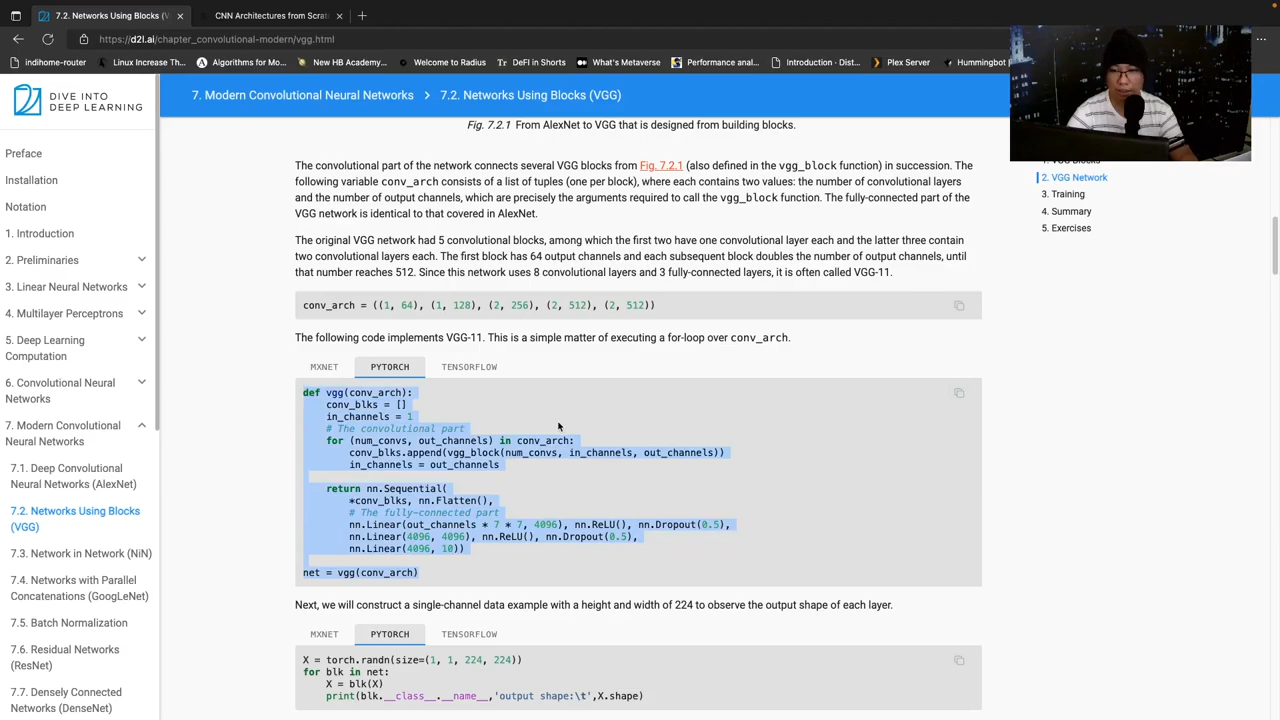 7.2. Networks Using Blocks (V
CNN Architectures from Scrat
https://d2l.ai/chapter_convolutional-modern/vgg.html
indihome-router
Linux Increase Th...
Algorithms for Mo...
New HB Academy...
Welcome to Radius
Tr DeFI in Shorts
What's Metaverse
Performance anal...
Introduction · Dist...
Plex Server
Hummingbot
DIVE INTO
DEEP LEARNING
7. Modern Convolutional Neural Networks
7.2. Networks Using Blocks (VGG)
Preface
Installation
Notation
1. Introduction
2. Preliminaries
3. Linear Neural Networks
4. Multilayer Perceptrons
5. Deep Learning
Computation
6. Convolutional Neural
Networks
7. Modern Convolutional
Neural Networks
7.1. Deep Convolutional
Neural Networks (AlexNet)
7.2. Networks Using Blocks
(VGG)
7.3. Network in Network (NiN)
7.4. Networks with Parallel
Concatenations (GoogLeNet)
7.5. Batch Normalization
7.6. Residual Networks
(ResNet)
7.7. Densely Connected
Networks (DenseNet)
Fig. 7.2.1 From AlexNet to VGG that is designed from building blocks.
The convolutional part of the network connects several VGG blocks from Fig. 7.2.1 (also defined in the vgg_block function) in succession. The
following variable conv_arch consists of a list of tuples (one per block), where each contains two values: the number of convolutional layers
and the number of output channels, which are precisely the arguments required to call the vgg_block function. The fully-connected part of the
VGG network is identical to that covered in AlexNet.
The original VGG network had 5 convolutional blocks, among which the first two have one convolutional layer each and the latter three contain
two convolutional layers each. The first block has 64 output channels and each subsequent block doubles the number of output channels, until
that number reaches 512. Since this network uses 8 convolutional layers and 3 fully-connected layers, it is often called VGG-11.
conv_arch = ((1, 64), (1, 128), (2, 256), (2, 512), (2, 512))
The following code implements VGG-11. This is a simple matter of executing a for-loop over conv_arch.
MXNET PYTORCH TENSORFLOW
def vgg(conv_arch):
conv_blks = []
in_channels = 1
# The convolutional part
for (num_convs, out_channels) in conv_arch:
conv_blks.append(vgg_block(num_convs, in_channels, out_channels))
in_channels = out_channels
return nn.Sequential(
*conv_blks, nn.Flatten(),
# The fully-connected part
nn.Linear(out_channels * 7 * 7, 4096), nn.ReLU(), nn.Dropout(0.5),
nn.Linear(4096, 4096), nn.ReLU(), nn.Dropout(0.5),
nn.Linear(4096, 10))
net = vgg(conv_arch)
Next, we will construct a single-channel data example with a height and width of 224 to observe the output shape of each layer.
MXNET PYTORCH TENSORFLOW
X = torch.randn(size=(1, 1, 224, 224))
for blk in net:
X = blk(X)
print(blk.__class__.__name__,'output shape:\t',X.shape)
1. VGG Blocks
2. VGG Network
3. Training
4. Summary
5. Exercises